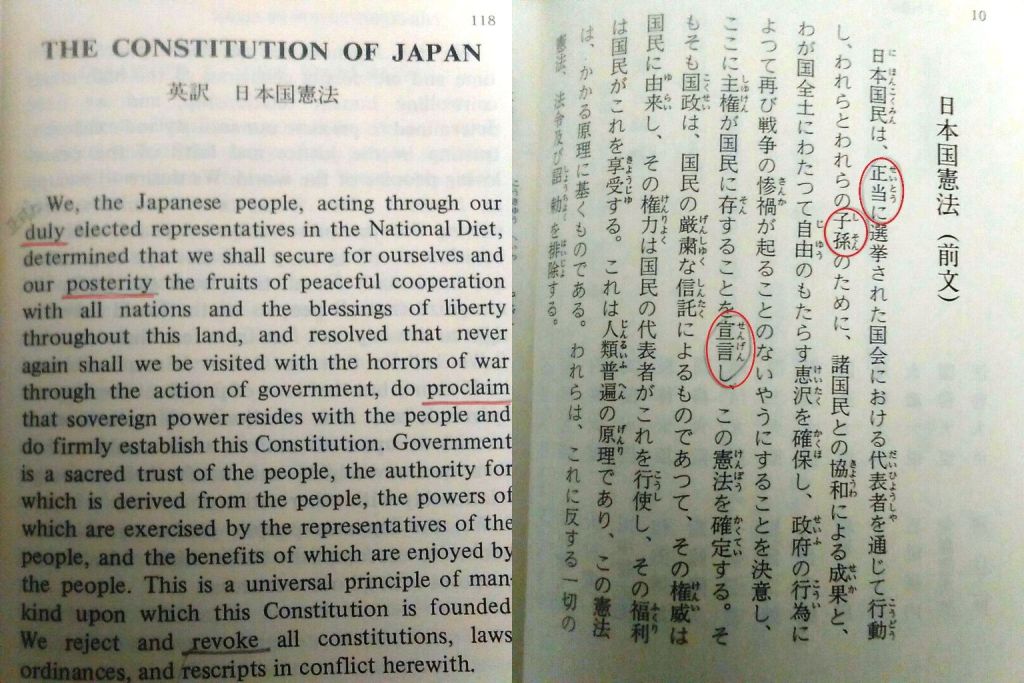 118
THE CONSTITUTION OF JAPAN
英訳 日本国憲法
We, the Japanese people, acting through our
duly elected representatives in the National Diet,
determined that we shall secure for ourselves and
our posterity the fruits of peaceful cooperation
with all nations and the blessings of liberty
throughout this land, and resolved that never
again shall we be visited with the horrors of war
through the action of government, do proclaim
that sovereign power resides with the people and
do firmly establish this Constitution. Government
is a sacred trust of the people, the authority for
which is derived from the people, the powers of
which are exercised by the representatives of the
people, and the benefits of which are enjoyed by
the people. This is a universal principle of man-
kind upon which this Constitution is founded
We reject and revoke all constitutions, laws
ordinances, and rescripts in conflict herewith.
10
日本国憲法（前文）
日本国民は、正当に選挙された国会における代表者を通じて行動
し、われらとわれらの子孫のために、諸国民との協和による成果と、
わが国全土にわたつて自由のもたらす恵沢を確保し、政府の行為に
よつて再び戦争の惨禍が起ることのないやうにすることを決意し、
ここに主権が国民に存することを宣言し、この憲法を確定する。そ
もそも国政は、国民の厳粛な信託によるものであつて、その権威は
国民に由来し、その権力は国民の代表者がこれを行使し、その福利
は国民がこれを享受する。これは人類普遍の原理であり、この憲法
は、かかる原理に基くものである。われらは、これに反する一切の
憲法、法令及び詔勅を排除する。